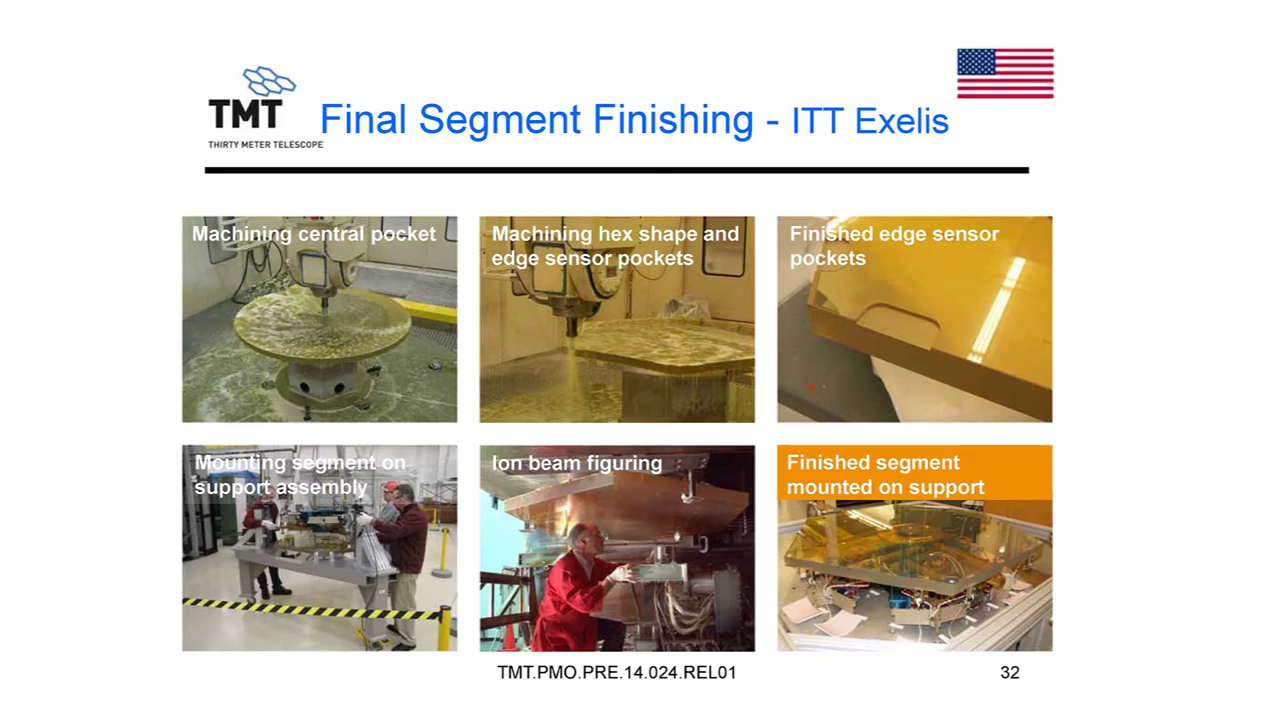 TMT
THIRTY METER TELESCOPE
Final Segment Finishing - ITT Exelis
Machining central pocket
Machining hex shape and
edge sensor pockets
Finished edge sensor
pockets
Mounting segment on
support assembly
Ion beam figuring
Finished segment
mounted on support
TMT.PMO.PRE.14.024.REL01
32